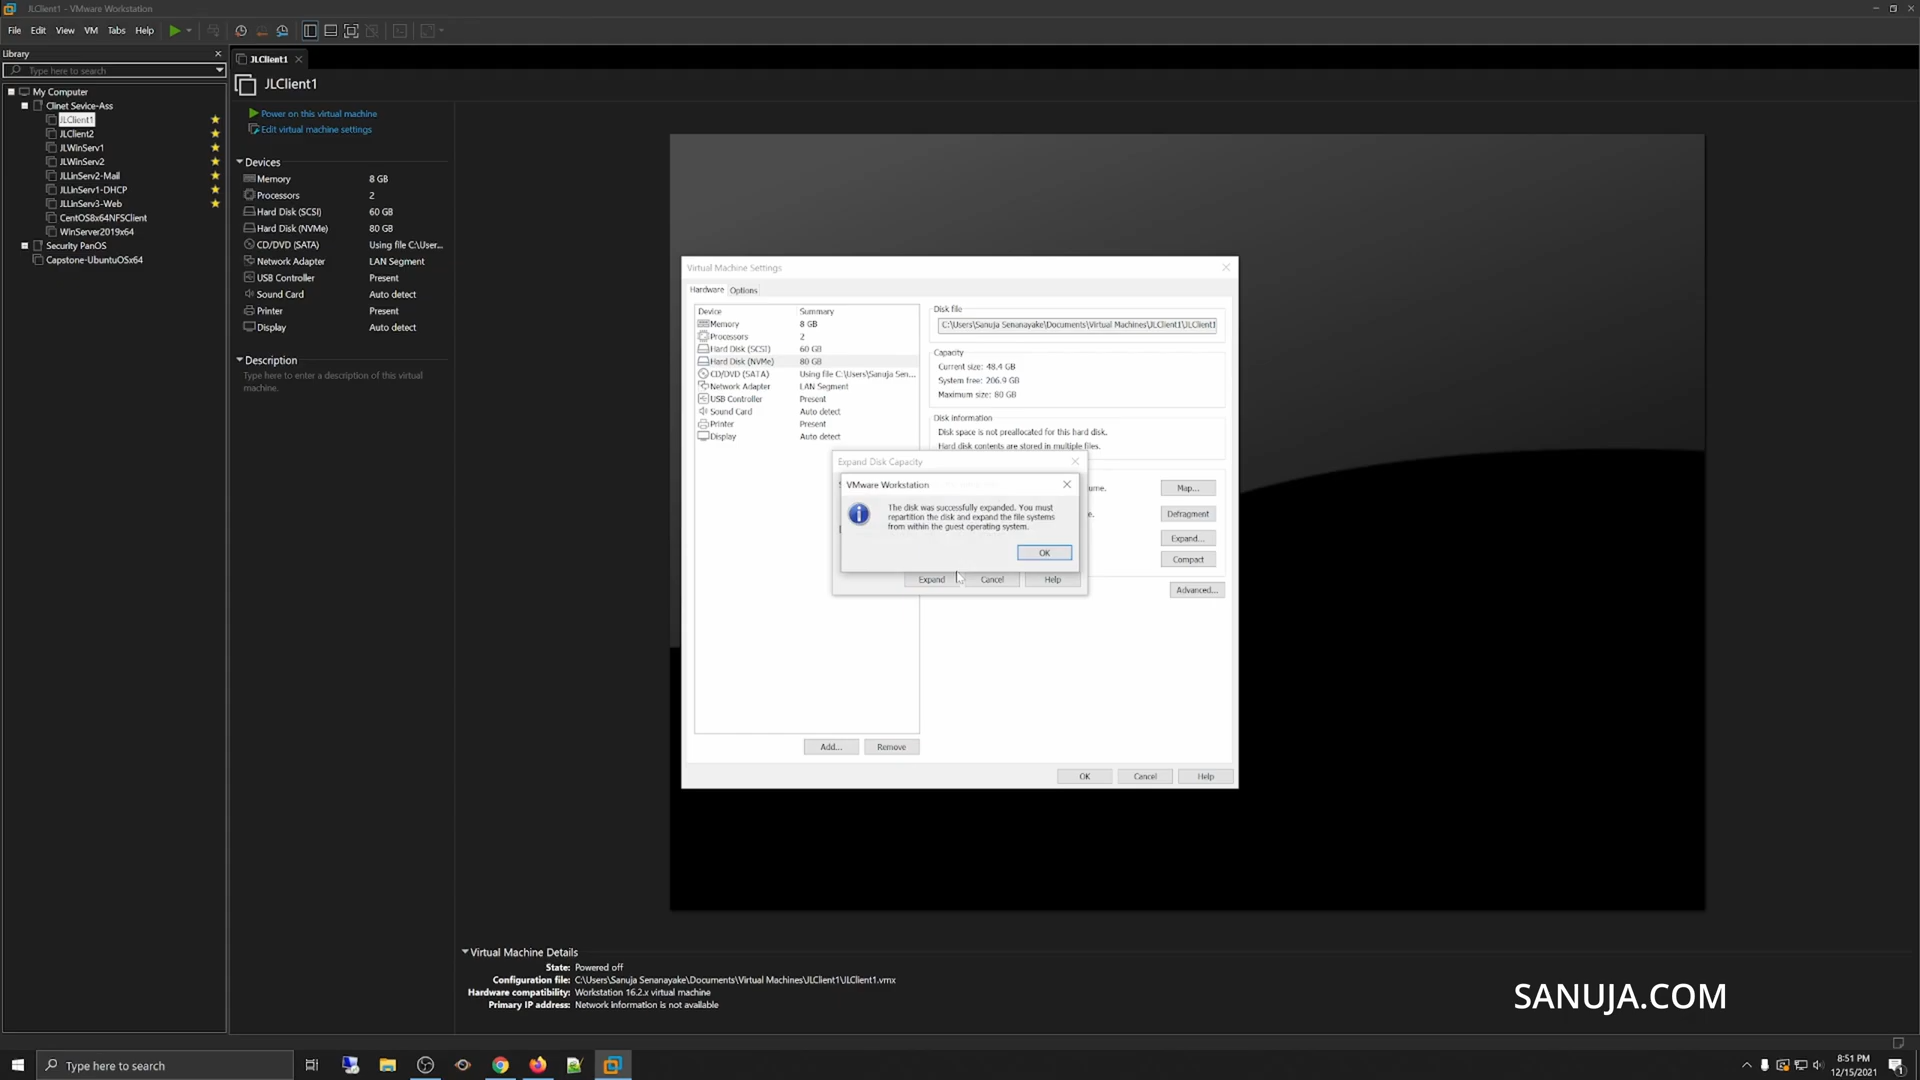 JLClient1 - VMware Workstation
File Edit View VM Tabs Help
Library
Type here to search
My Computer
Clinet Sevice-Ass
JLClient1
JLClient2
JLWinServ1
JLWinServ2
JLLinServ2-Mail
JLLinServ1-DHCP
JLLinServ3-Web
CentOS8x64NFSClient
WinServer2019x64
Security PanOS
Capstone-UbuntuOSx64
JLClient1
JLClient1
Power on this virtual machine
Edit virtual machine settings
Devices
Memory 8 GB
Processors 2
Hard Disk (SCSI) 60 GB
Hard Disk (NVMe) 80 GB
CD/DVD (SATA) Using file C:\User...
Network Adapter LAN Segment
USB Controller Present
Sound Card Auto detect
Printer Present
Display Auto detect
Description
Type here to enter a description of this virtual
machine.
Virtual Machine Settings
Hardware Options
Device Summary
Memory 8 GB
Processors 2
Hard Disk (SCSI) 60 GB
Hard Disk (NVMe) 80 GB
CD/DVD (SATA) Using file C:\Users\Sanuja Sen...
Network Adapter LAN Segment
USB Controller Present
Sound Card Auto detect
Printer Present
Display Auto detect
Add... Remove
Disk file
C:\Users\Sanuja Senanayake\Documents\Virtual Machines\JLClient1\JLClient1
Capacity
Current size: 48.4 GB
System free: 206.9 GB
Maximum size: 80 GB
Disk information
Disk space is not preallocated for this hard disk.
Hard disk contents are stored in multiple files.
ume. Map...
e. Defragment
Expand...
Compact
Advanced...
Expand Disk Capacity
VMware Workstation
The disk was successfully expanded. You must
repartition the disk and expand the file systems
from within the guest operating system.
OK
Expand Cancel Help
OK Cancel Help
Virtual Machine Details
State: Powered off
Configuration file: C:\Users\Sanuja Senanayake\Documents\Virtual Machines\JLClient1\JLClient1.vmx
Hardware compatibility: Workstation 16.2.x virtual machine
Primary IP address: Network information is not available
SANUJA.COM
Type here to search
8:51 PM
12/15/2021